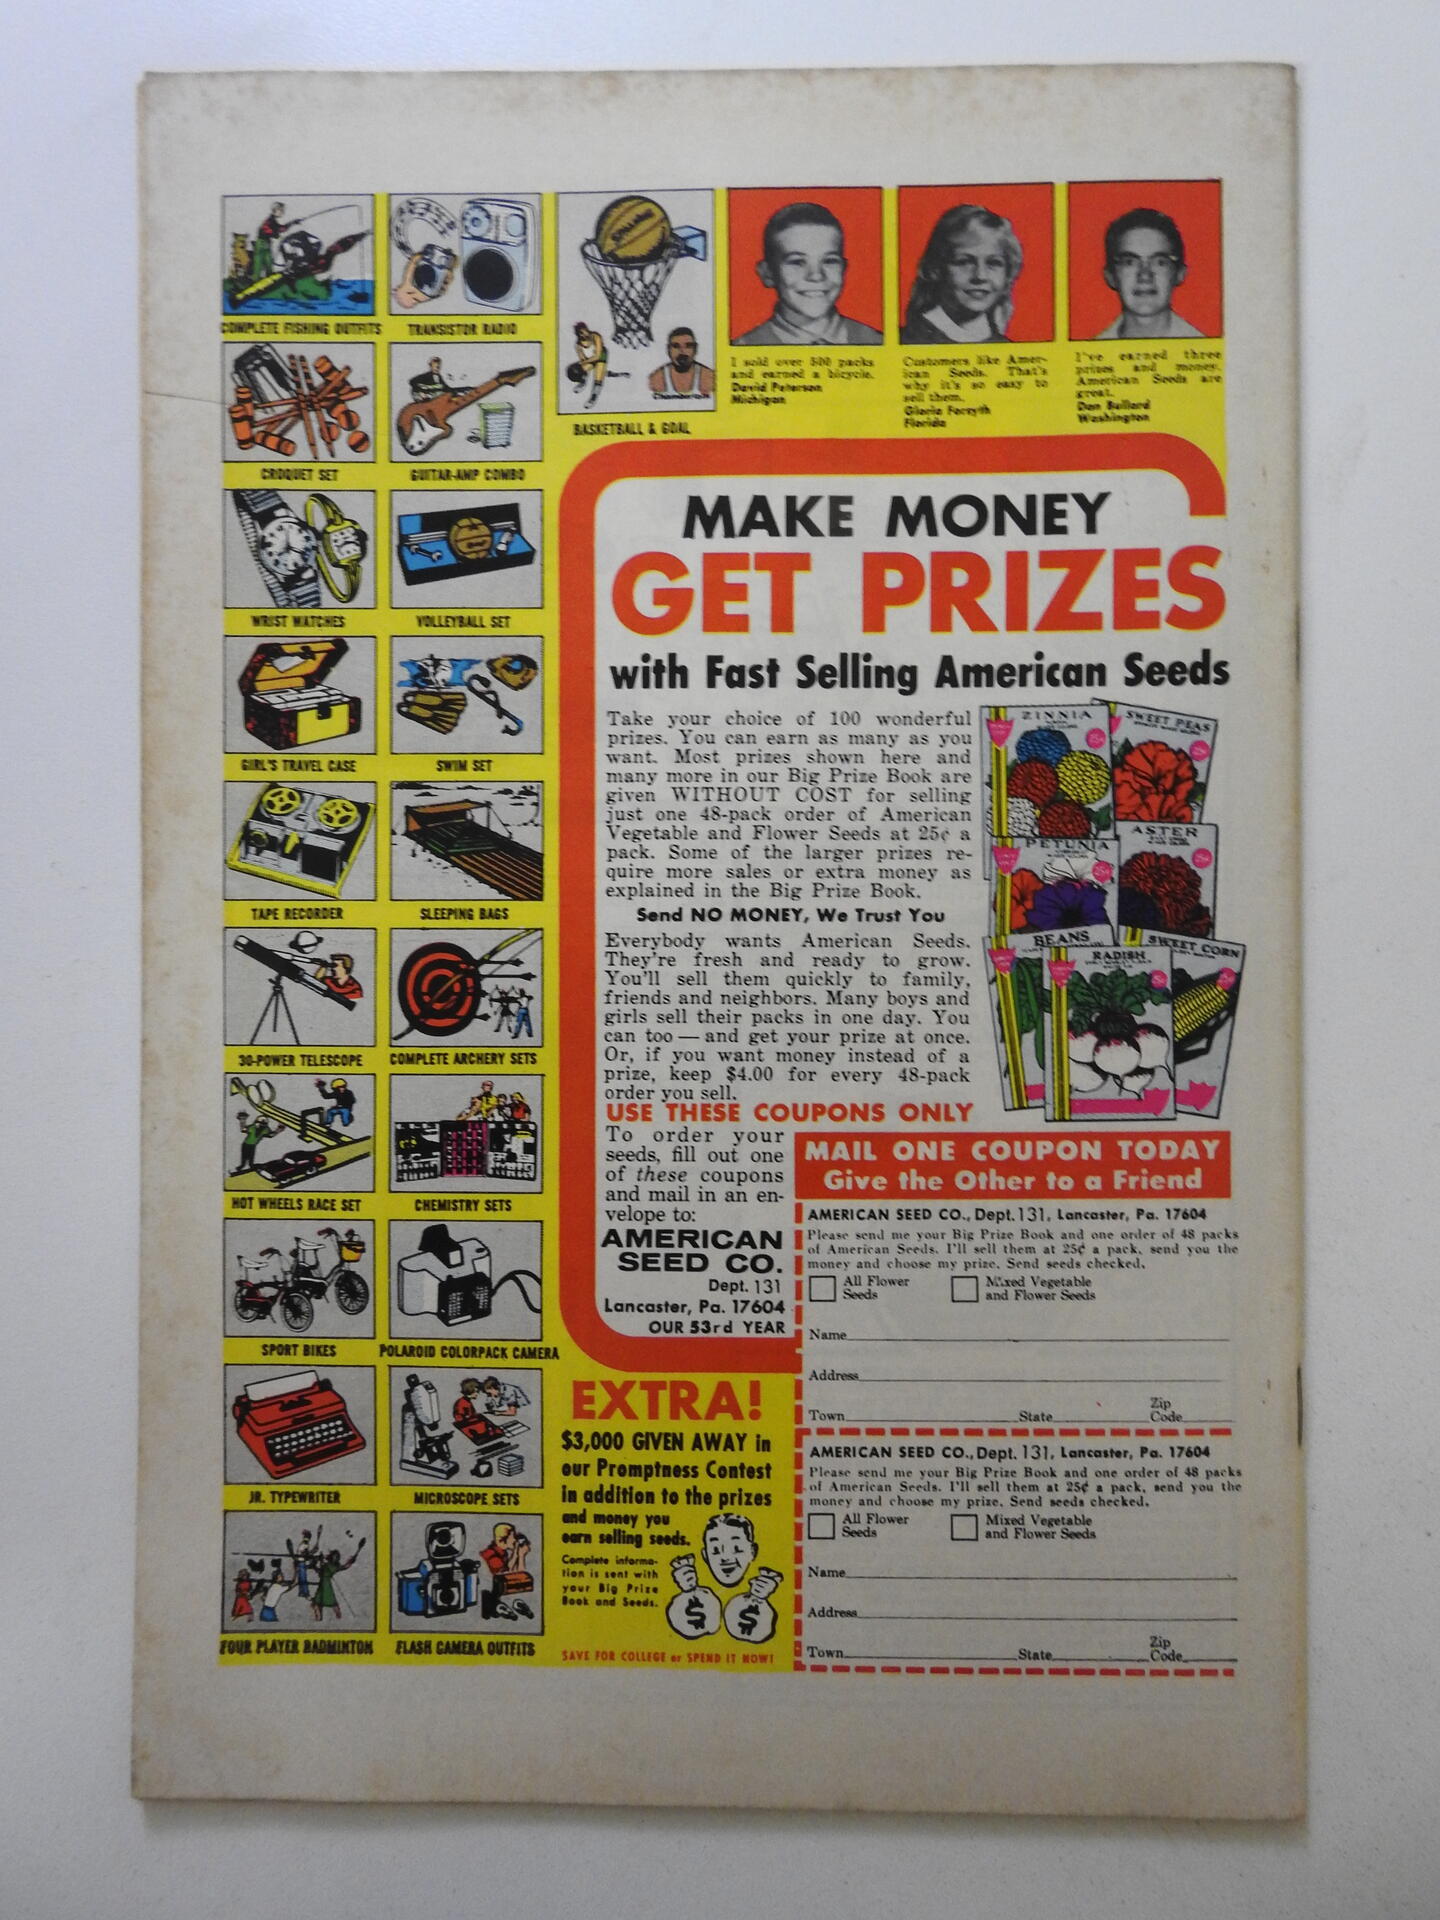 COMPLETE FISHING OUTFITS
TRANSISTOR RADIO
CROQUET SET
GUITAR-AMP COMBO
WRIST WATCHES
VOLLEYBALL SET
GIRL'S TRAVEL CASE
SWIM SET
TAPE RECORDER
SLEEPING BAGS
30-POWER TELESCOPE
COMPLETE ARCHERY SETS
HOT WHEELS RACE SET
CHEMISTRY SETS
SPORT BIKES
POLAROID COLORPACK CAMERA
JR. TYPEWRITER
MICROSCOPE SETS
FOUR PLAYER BADMINTON
FLASH CAMERA OUTFITS
SPALDING
Barry
Chamberlain
BASKETBALL & GOAL
I sold over 500 packs
and earned a bicycle.
David Peterson
Michigan
Customers like Amer-
ican Seeds. That's
why it's so easy to
sell them.
Gloria Forsyth
Florida
I've earned three
prizes and money.
American Seeds are
great.
Dan Bullard
Washington
MAKE MONEY
GET PRIZES
with Fast Selling American Seeds
Take your choice of 100 wonderful
prizes. You can earn as many as you
want. Most prizes shown here and
many more in our Big Prize Book are
given WITHOUT COST for selling
just one 48-pack order of American
Vegetable and Flower Seeds at 25¢ a
pack. Some of the larger prizes re-
quire more sales or extra money as
explained in the Big Prize Book.
Send NO MONEY, We Trust You
Everybody wants American Seeds.
They're fresh and ready to grow.
You'll sell them quickly to family,
friends and neighbors. Many boys and
girls sell their packs in one day. You
can too — and get your prize at once.
Or, if you want money instead of a
prize, keep $4.00 for every 48-pack
order you sell.
ZINNIA
25¢
SWEET PEAS
25¢
PETUNIA
25¢
ASTER
25¢
BEANS
RADISH
SWEET CORN
USE THESE COUPONS ONLY
To order your
seeds, fill out one
of these coupons
and mail in an en-
velope to:
AMERICAN
SEED CO.
Dept. 131
Lancaster, Pa. 17604
OUR 53rd YEAR
MAIL ONE COUPON TODAY
Give the Other to a Friend
AMERICAN SEED CO., Dept. 131, Lancaster, Pa. 17604
Please send me your Big Prize Book and one order of 48 packs
of American Seeds. I'll sell them at 25¢ a pack, send you the
money and choose my prize. Send seeds checked.
All Flower Seeds
Mixed Vegetable and Flower Seeds
Name
Address
Town State Zip Code
AMERICAN SEED CO., Dept. 131, Lancaster, Pa. 17604
Please send me your Big Prize Book and one order of 48 packs
of American Seeds. I'll sell them at 25¢ a pack, send you the
money and choose my prize. Send seeds checked.
All Flower Seeds
Mixed Vegetable and Flower Seeds
Name
Address
Town State Zip Code
EXTRA!
$3,000 GIVEN AWAY in
our Promptness Contest
in addition to the prizes
and money you
earn selling seeds.
Complete informa-
tion is sent with
your Big Prize
Book and Seeds.
$ $
SAVE FOR COLLEGE or SPEND IT NOW!